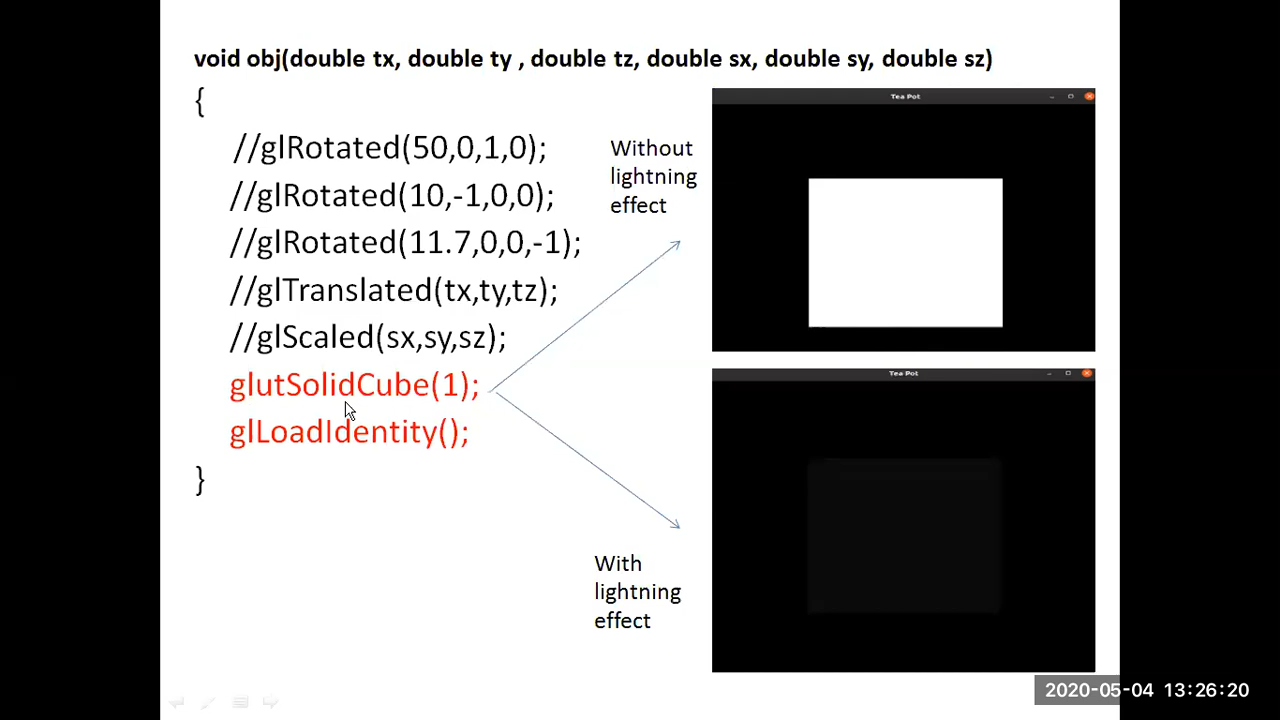 void obj(double tx, double ty , double tz, double sx, double sy, double sz)
{
//glRotated(50,0,1,0);
//glRotated(10,-1,0,0);
//glRotated(11.7,0,0,-1);
//glTranslated(tx,ty,tz);
//glScaled(sx,sy,sz);
glutSolidCube(1);
glLoadIdentity();
}
Without
lightning
effect
Tea Pot
With
lightning
effect
Tea Pot
2020-05-04 13:26:20